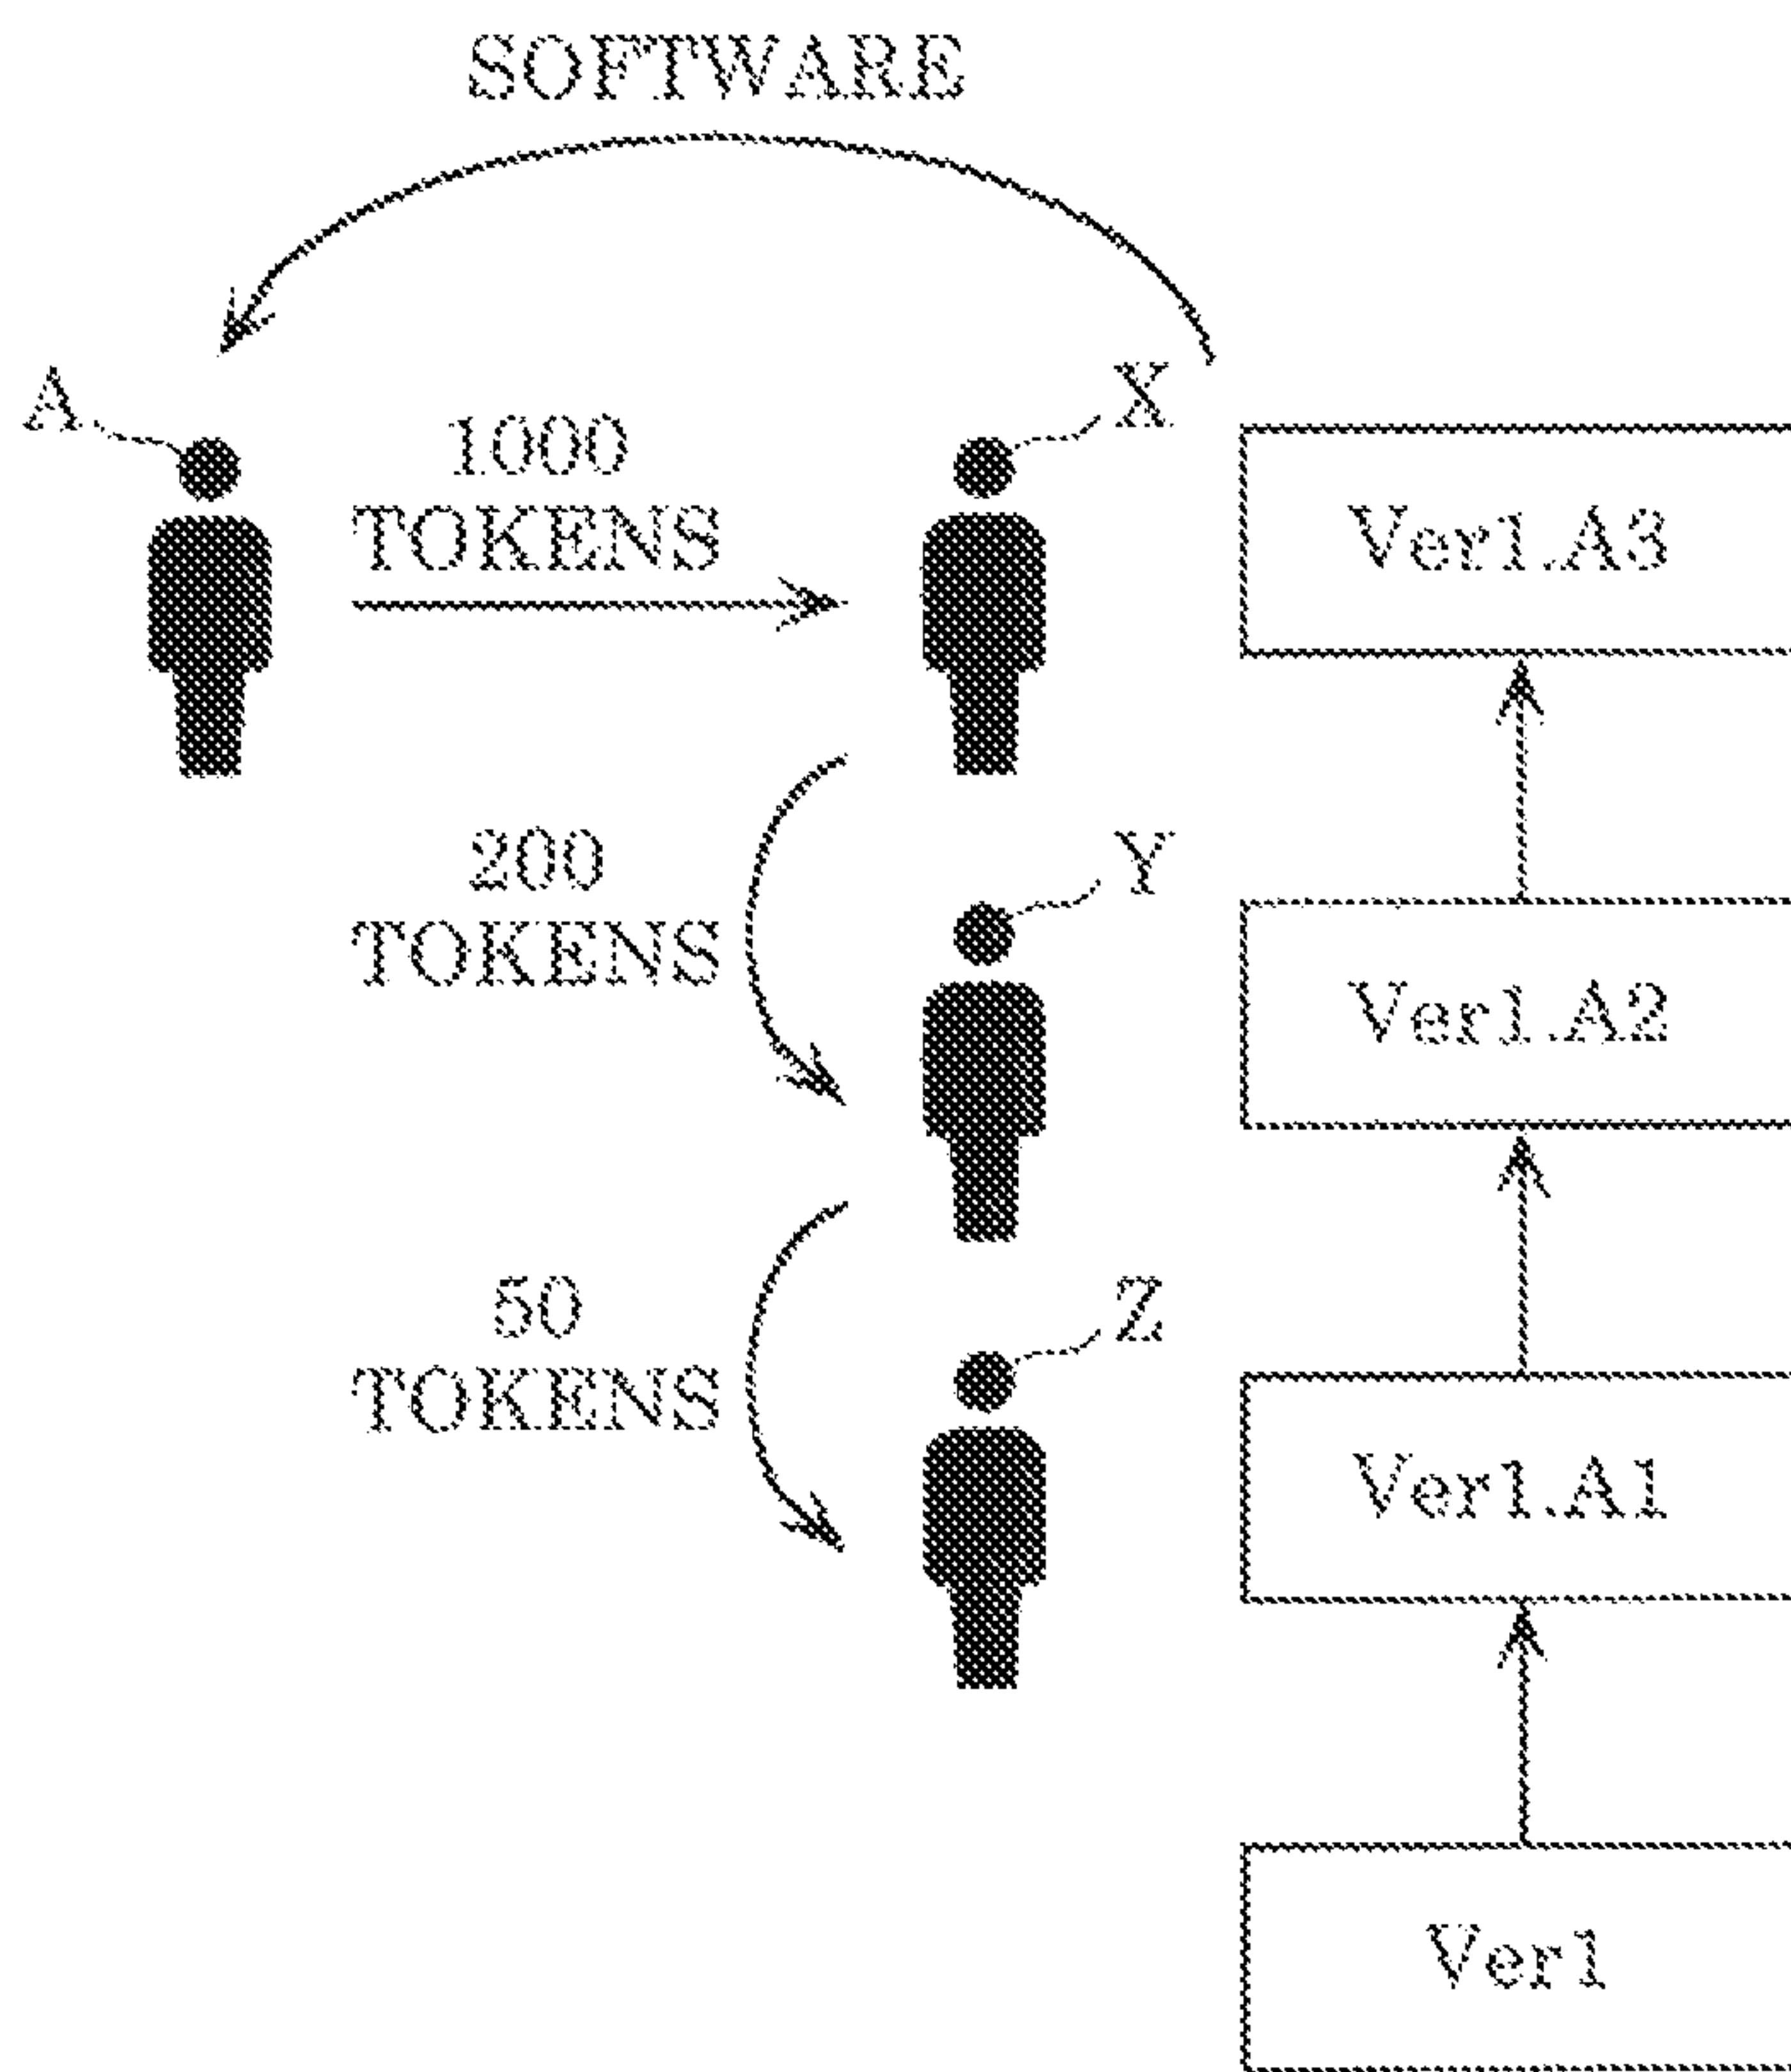 SOFTWARE
A
1000
TOKENS
X
Ver1.A3
200
TOKENS
Y
Ver1.A2
50
TOKENS
Z
Ver1.A1
Ver1